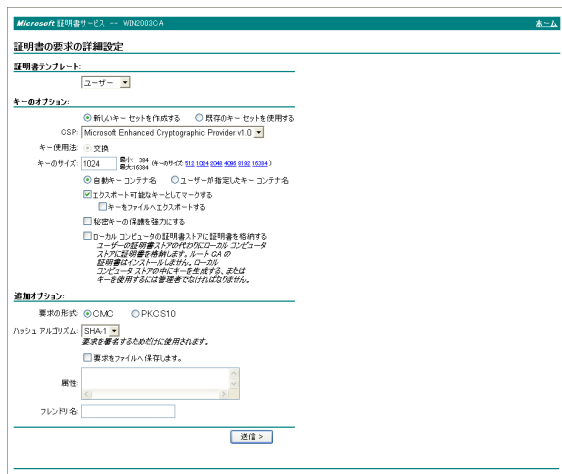 Microsoft 証明書サービス -- WIN2003CA
ホーム
証明書の要求の詳細設定
証明書テンプレート:
ユーザー
キーのオプション:
新しいキー セットを作成する 既存のキー セットを使用する
CSP: Microsoft Enhanced Cryptographic Provider v1.0
キー使用法: 交換
キーのサイズ: 1024 最小: 384 最大:16384 (キーのサイズ: 512 1024 2048 4096 8192 16384 )
自動キー コンテナ名 ユーザーが指定したキー コンテナ名
エクスポート可能なキーとしてマークする
キーをファイルへエクスポートする
秘密キーの保護を強力にする
ローカル コンピュータの証明書ストアに証明書を格納する
ユーザーの証明書ストアの代わりにローカル コンピュータ
ストアに証明書を格納します。ルート CA の
証明書はインストールしません。ローカル
コンピュータ ストアの中にキーを生成する、または
キーを使用するには管理者でなければなりません。
追加オプション:
要求の形式: CMC PKCS10
ハッシュ アルゴリズム: SHA-1
要求を署名するためだけに使用されます。
要求をファイルへ保存します。
属性:
フレンドリ名:
送信 >